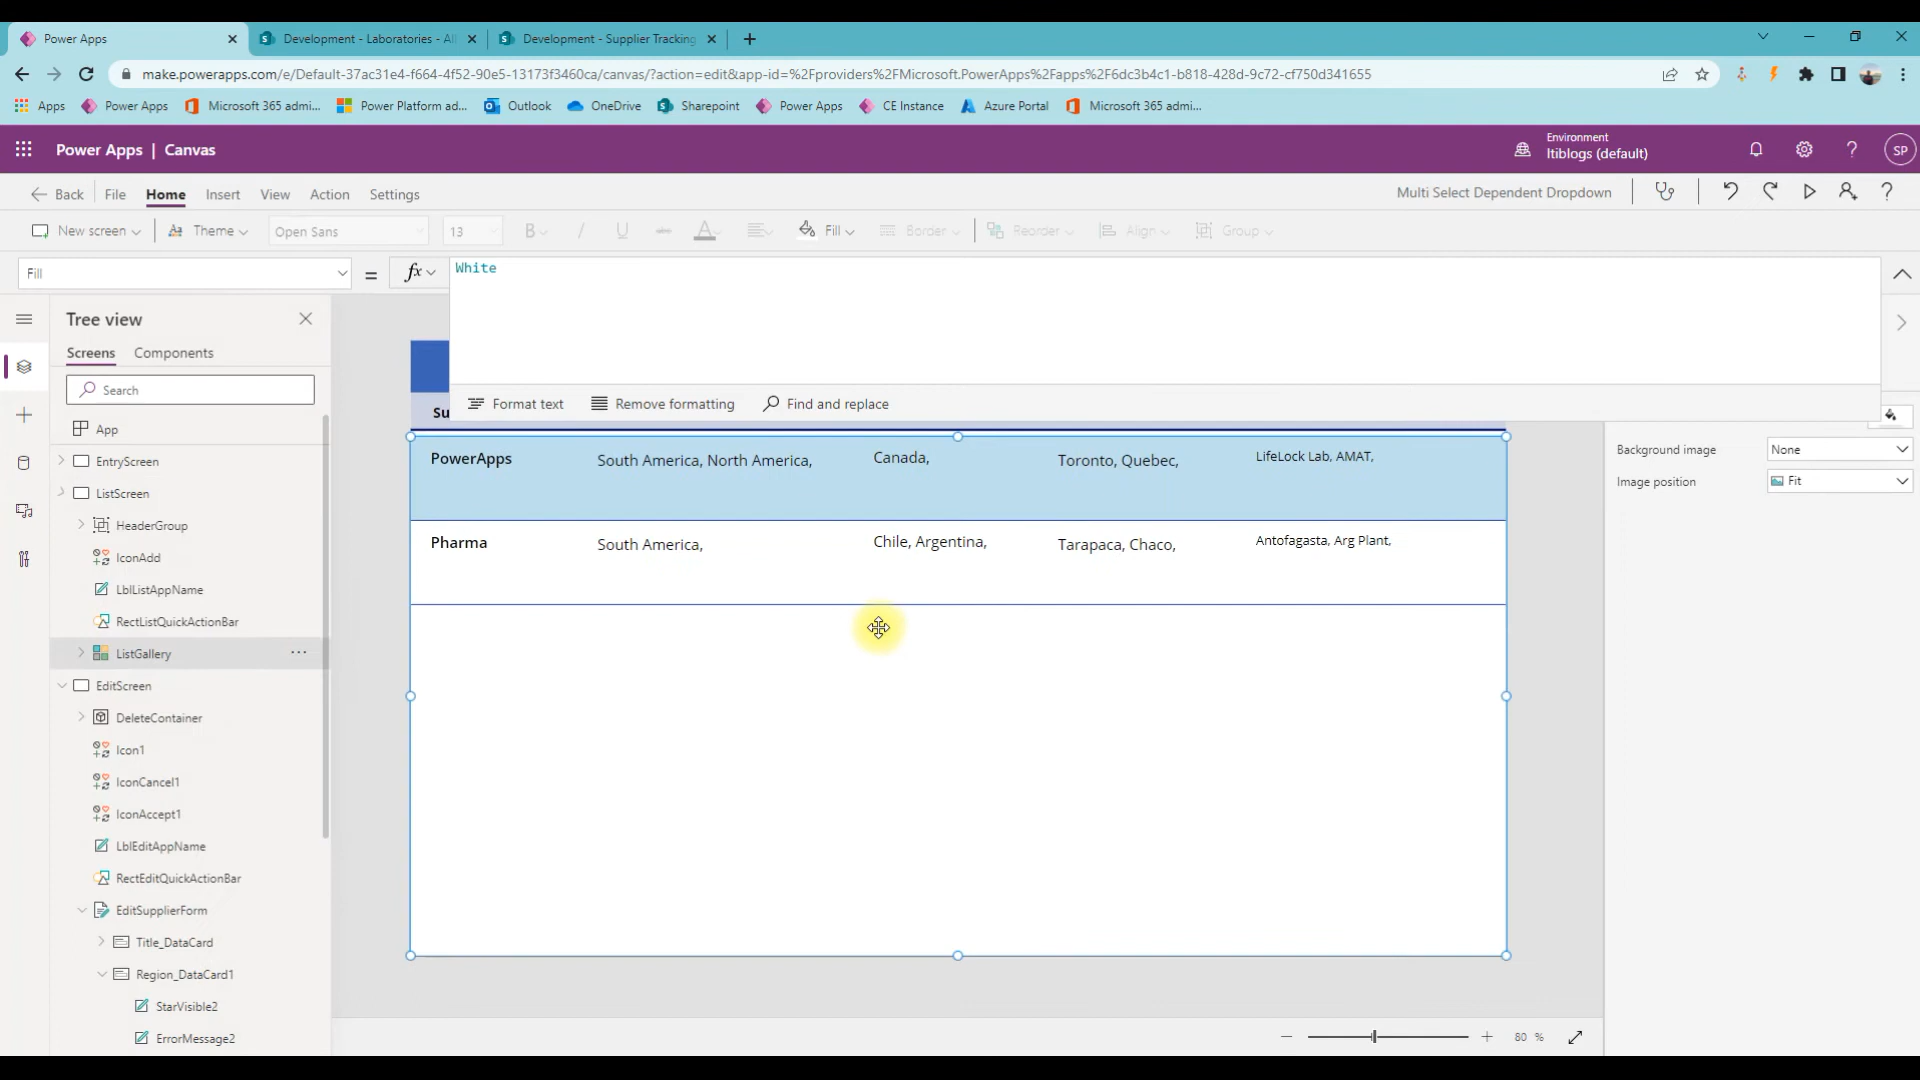 Power Apps
Development - Laboratories - All
Development - Supplier Tracking
make.powerapps.com/e/Default-37ac31e4-f664-4f52-90e5-13173f3460ca/canvas/?action=edit&app-id=%2Fproviders%2FMicrosoft.PowerApps%2Fapps%2F6dc3b4c1-b818-428d-9c72-cf750d341655
Apps
Power Apps
Microsoft 365 admi...
Power Platform ad...
Outlook
OneDrive
Sharepoint
Power Apps
CE Instance
Azure Portal
Microsoft 365 admi...
Power Apps | Canvas
Environment
ltiblogs (default)
SP
Back
File
Home
Insert
View
Action
Settings
Multi Select Dependent Dropdown
New screen
Theme
Open Sans
13
B
Fill
Border
Reorder
Align
Group
Fill
=
fx
White
Format text
Remove formatting
Find and replace
Tree view
Screens
Components
Search
App
EntryScreen
ListScreen
HeaderGroup
IconAdd
LblListAppName
RectListQuickActionBar
ListGallery
EditScreen
DeleteContainer
Icon1
IconCancel1
IconAccept1
LblEditAppName
RectEditQuickActionBar
EditSupplierForm
Title_DataCard
Region_DataCard1
StarVisible2
ErrorMessage2
Su
PowerApps
South America, North America,
Canada,
Toronto, Quebec,
LifeLock Lab, AMAT,
Pharma
South America,
Chile, Argentina,
Tarapaca, Chaco,
Antofagasta, Arg Plant,
Background image
None
Image position
Fit
80 %